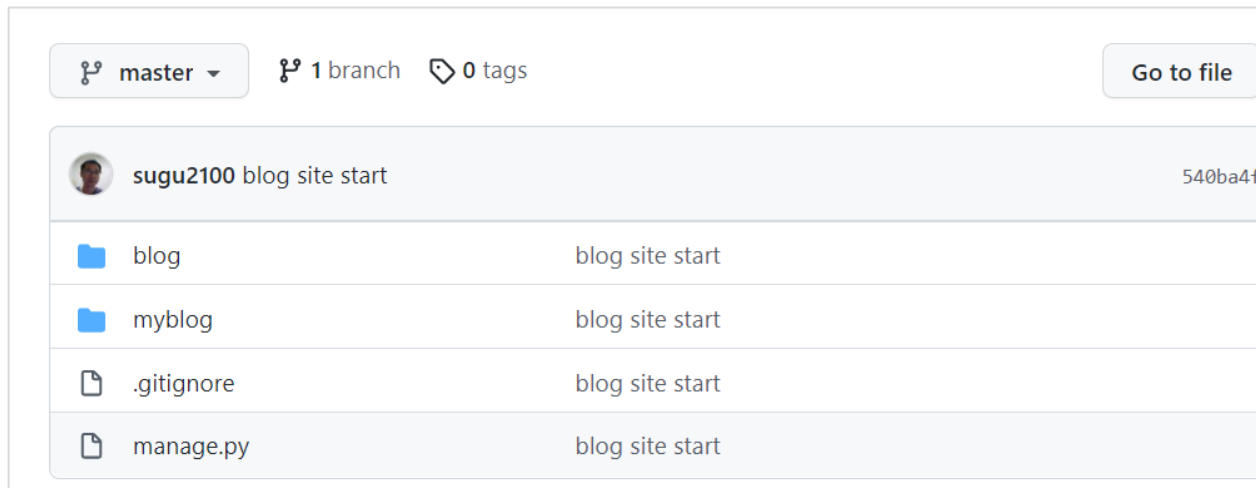 master 1 branch 0 tags Go to file
sugu2100 blog site start 540ba4f
blog blog site start
myblog blog site start
.gitignore blog site start
manage.py blog site start